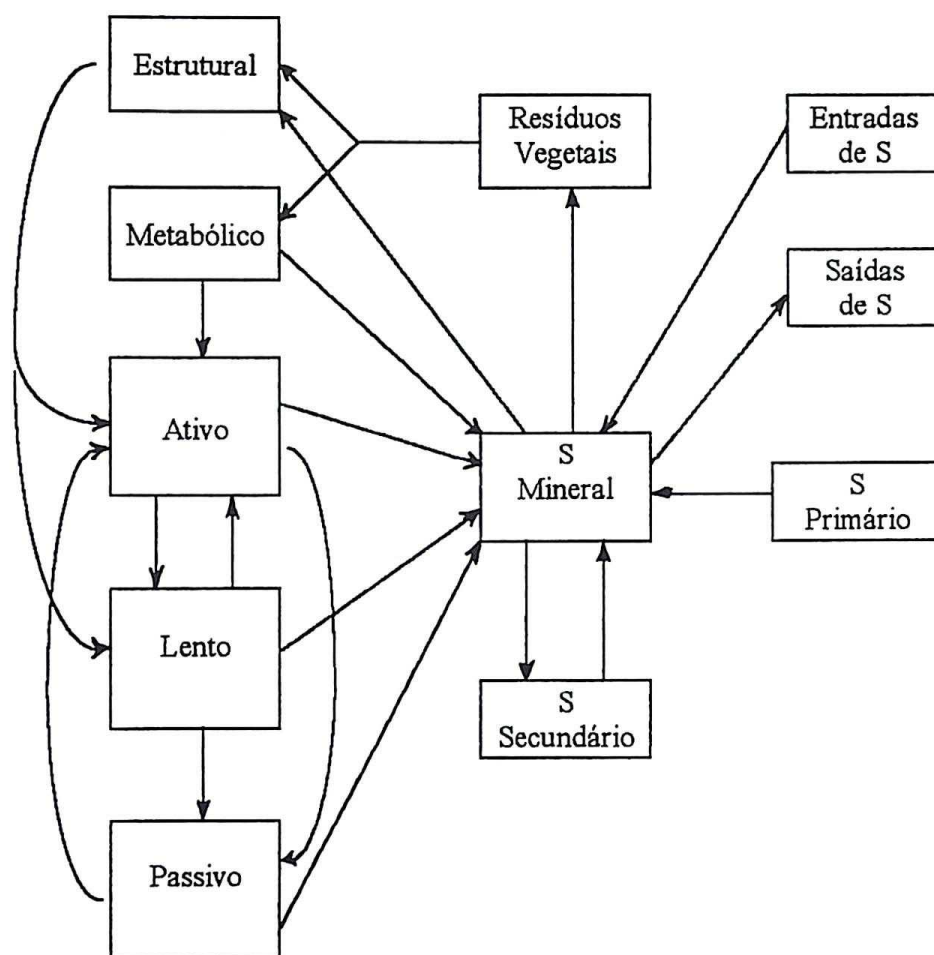 Estrutural
Resíduos
Vegetais
Entradas
de S
Metabólico
Saídas
de S
Ativo
S
Mineral
S
Primário
Lento
S
Secundário
Passivo